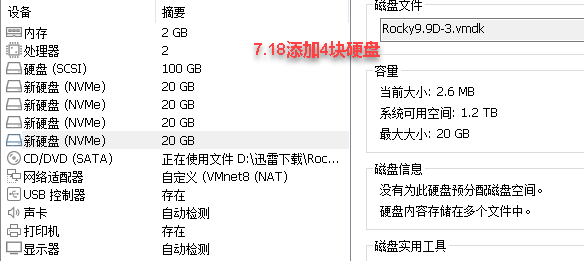 设备 摘要
内存 2 GB
处理器 2
硬盘 (SCSI) 100 GB
新硬盘 (NVMe) 20 GB
新硬盘 (NVMe) 20 GB
新硬盘 (NVMe) 20 GB
新硬盘 (NVMe) 20 GB
CD/DVD (SATA) 正在使用文件 D:\迅雷下载\Roc...
网络适配器 自定义 (VMnet8 (NAT)
USB 控制器 存在
声卡 自动检测
打印机 存在
显示器 自动检测
7.18添加4块硬盘
磁盘文件
Rocky9.9D-3.vmdk
容量
当前大小: 2.6 MB
系统可用空间: 1.2 TB
最大大小: 20 GB
磁盘信息
没有为此硬盘预分配磁盘空间。
硬盘内容存储在多个文件中。
磁盘实用工具